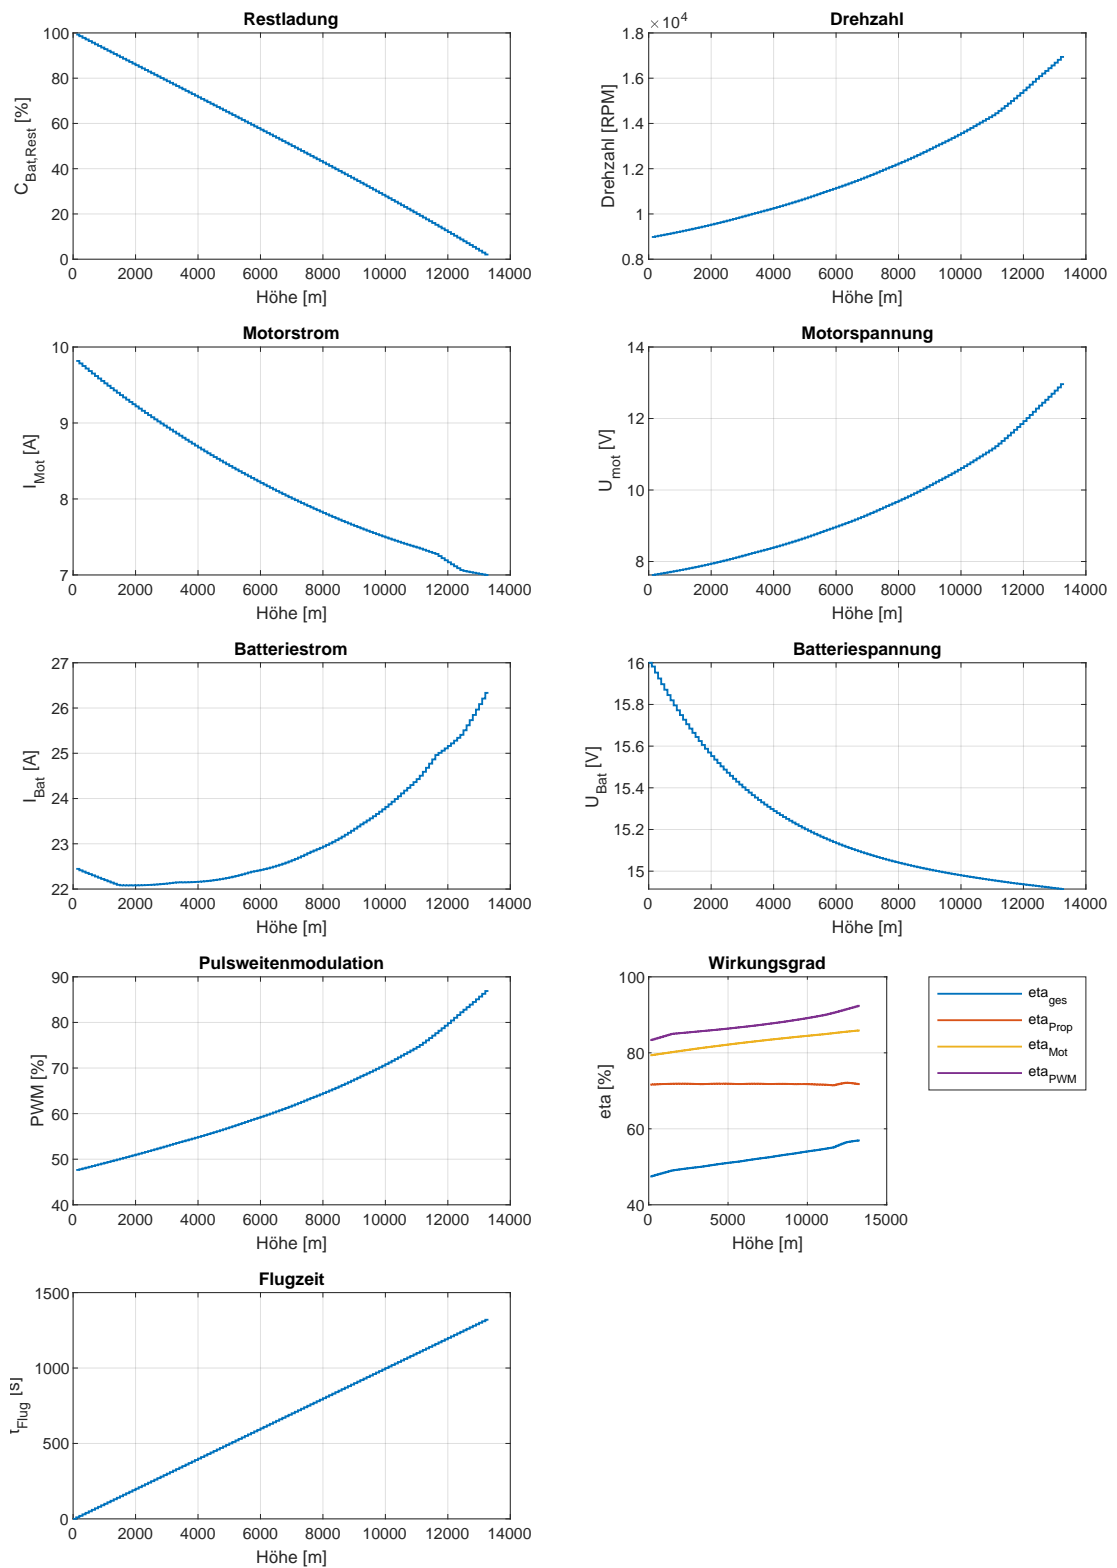 Restladung
C_Bat,Rest [%]
100
80
60
40
20
0
0 2000 4000 6000 8000 10000 12000 14000
Höhe [m]
Drehzahl
×10^4
Drehzahl [RPM]
1.8
1.6
1.4
1.2
1
0.8
0 2000 4000 6000 8000 10000 12000 14000
Höhe [m]
Motorstrom
I_Mot [A]
10
9
8
7
0 2000 4000 6000 8000 10000 12000 14000
Höhe [m]
Motorspannung
U_mot [V]
14
12
10
8
0 2000 4000 6000 8000 10000 12000 14000
Höhe [m]
Batteriestrom
I_Bat [A]
27
26
25
24
23
22
0 2000 4000 6000 8000 10000 12000 14000
Höhe [m]
Batteriespannung
U_Bat [V]
16
15.8
15.6
15.4
15.2
15
0 2000 4000 6000 8000 10000 12000 14000
Höhe [m]
Pulsweitenmodulation
PWM [%]
90
80
70
60
50
40
0 2000 4000 6000 8000 10000 12000 14000
Höhe [m]
Wirkungsgrad
eta [%]
100
80
60
40
0 5000 10000 15000
Höhe [m]
eta_ges
eta_Prop
eta_Mot
eta_PWM
Flugzeit
τ_Flug [s]
1500
1000
500
0
0 2000 4000 6000 8000 10000 12000 14000
Höhe [m]